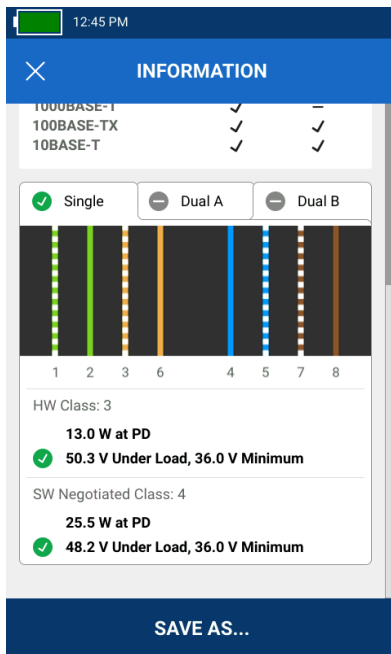 12:45 PM
INFORMATION
1000BASE-T
100BASE-TX
10BASE-T
Single Dual A Dual B
1 2 3 6 4 5 7 8
HW Class: 3
13.0 W at PD
50.3 V Under Load, 36.0 V Minimum
SW Negotiated Class: 4
25.5 W at PD
48.2 V Under Load, 36.0 V Minimum
SAVE AS...